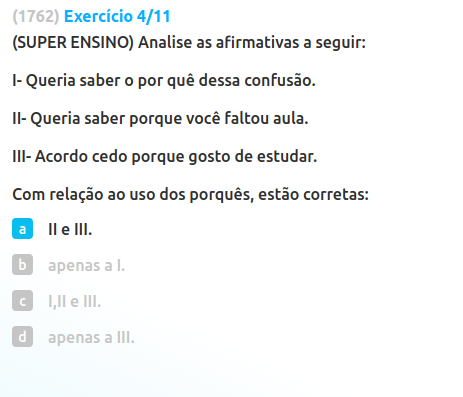 (1762) Exercício 4/11
(SUPER ENSINO) Analise as afirmativas a seguir:
I- Queria saber o por quê dessa confusão.
II- Queria saber porque você faltou aula.
III- Acordo cedo porque gosto de estudar.
Com relação ao uso dos porquês, estão corretas:
a II e III.
b apenas a I.
c I,II e III.
d apenas a III.